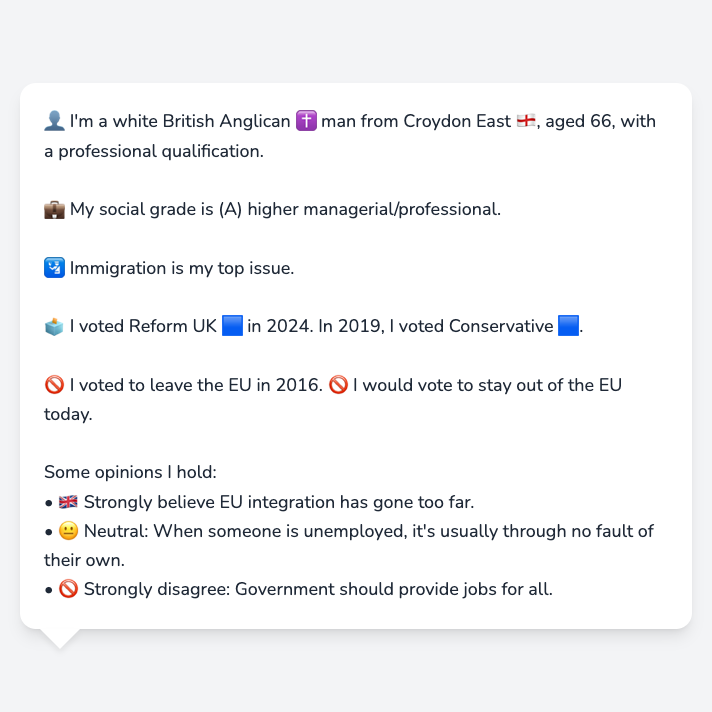 👤 I'm a white British Anglican ✝️ man from Croydon East 🏴󠁧󠁢󠁥󠁮󠁧󠁿, aged 66, with
a professional qualification.
💼 My social grade is (A) higher managerial/professional.
🛂 Immigration is my top issue.
🗳️ I voted Reform UK 🟦 in 2024. In 2019, I voted Conservative 🟦.
🚫 I voted to leave the EU in 2016. 🚫 I would vote to stay out of the EU
today.
Some opinions I hold:
• 🇬🇧 Strongly believe EU integration has gone too far.
• 😐 Neutral: When someone is unemployed, it's usually through no fault of
their own.
• 🚫 Strongly disagree: Government should provide jobs for all.